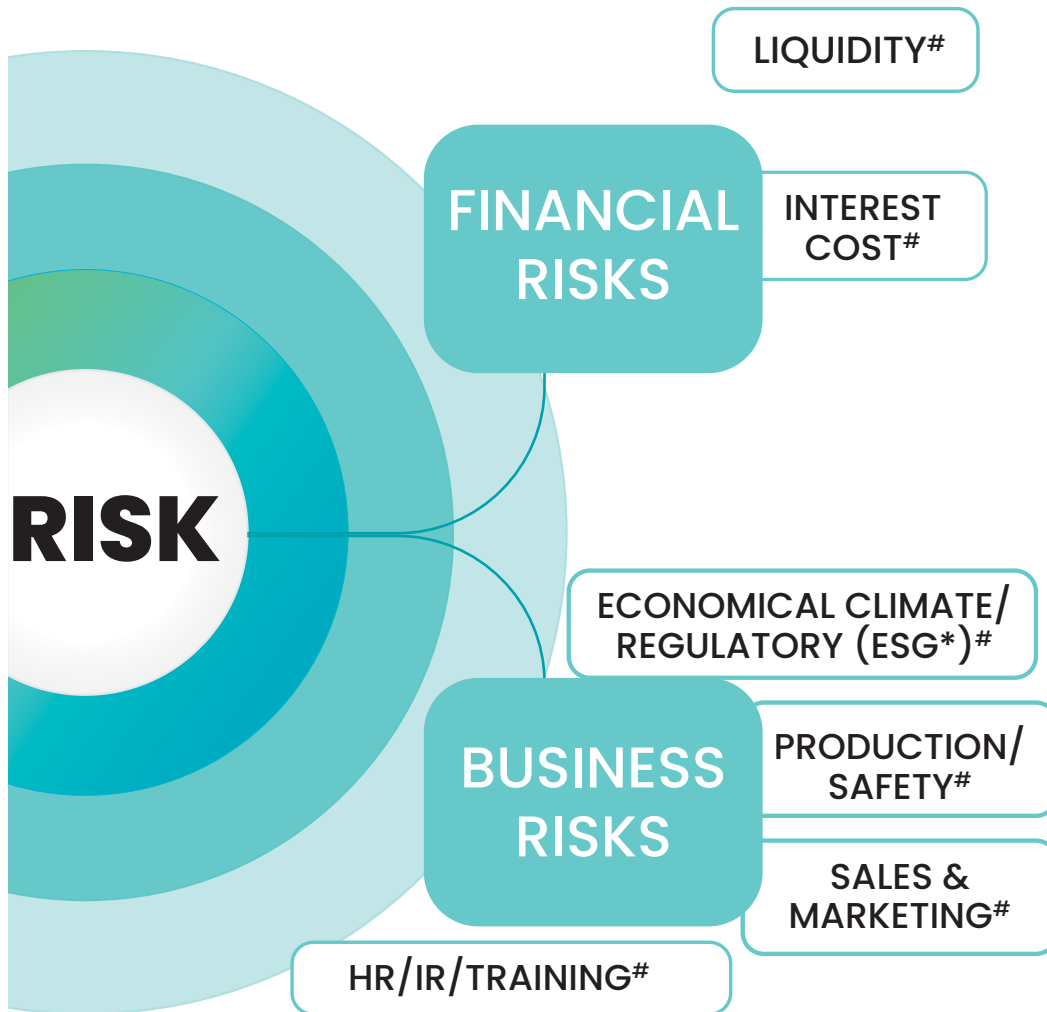 LIQUIDITY#
FINANCIAL
RISKS
INTEREST
COST#
RISK
ECONOMICAL CLIMATE/
REGULATORY (ESG*)#
BUSINESS
RISKS
PRODUCTION/
SAFETY#
SALES &
MARKETING#
HR/IR/TRAINING#